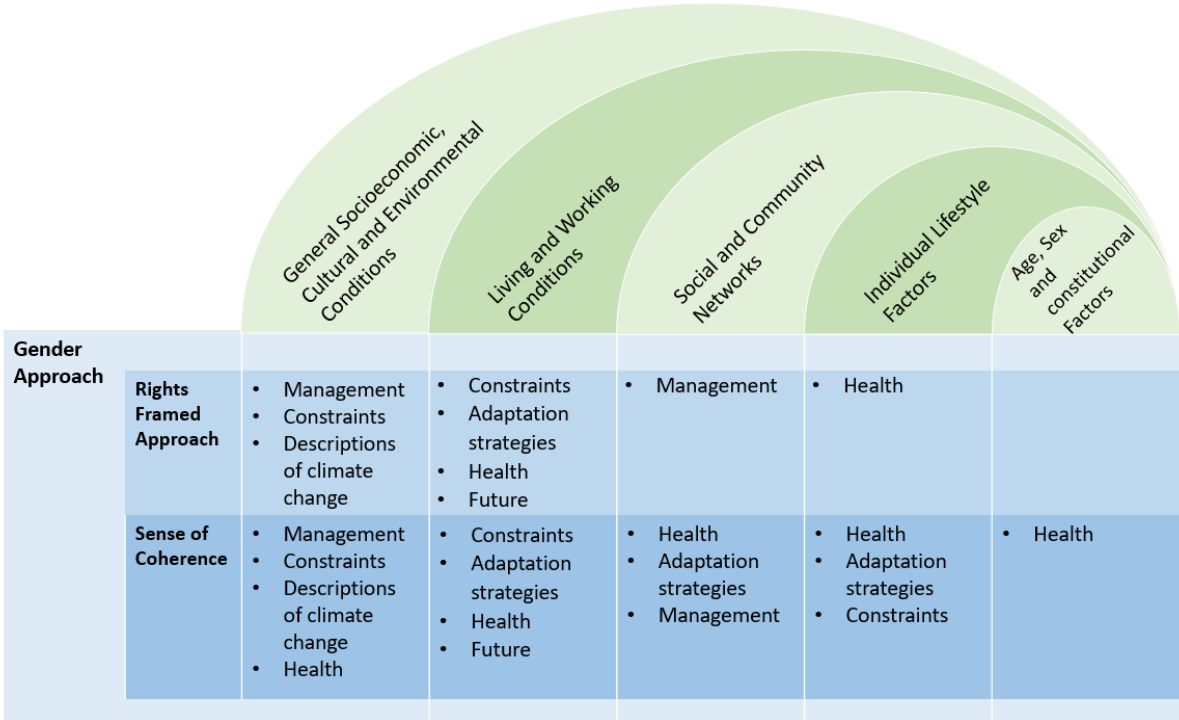 General Socioeconomic,
Cultural and Environmental
Conditions
Living and Working
Conditions
Social and Community
Networks
Individual Lifestyle
Factors
Age, Sex
and
constitutional
Factors
Gender
Approach
Rights
Framed
Approach
• Management
• Constraints
• Descriptions
of climate
change
• Constraints
• Adaptation
strategies
• Health
• Future
• Management
• Health
Sense of
Coherence
• Management
• Constraints
• Descriptions
of climate
change
• Health
• Constraints
• Adaptation
strategies
• Health
• Future
• Health
• Adaptation
strategies
• Management
• Health
• Adaptation
strategies
• Constraints
• Health